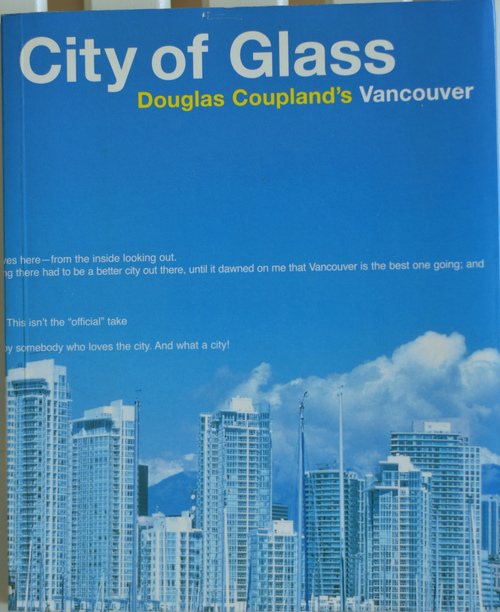 City of Glass
Douglas Coupland's Vancouver
ves here—from the inside looking out.
ng there had to be a better city out there, until it dawned on me that Vancouver is the best one going; and
This isn't the "official" take
by somebody who loves the city. And what a city!